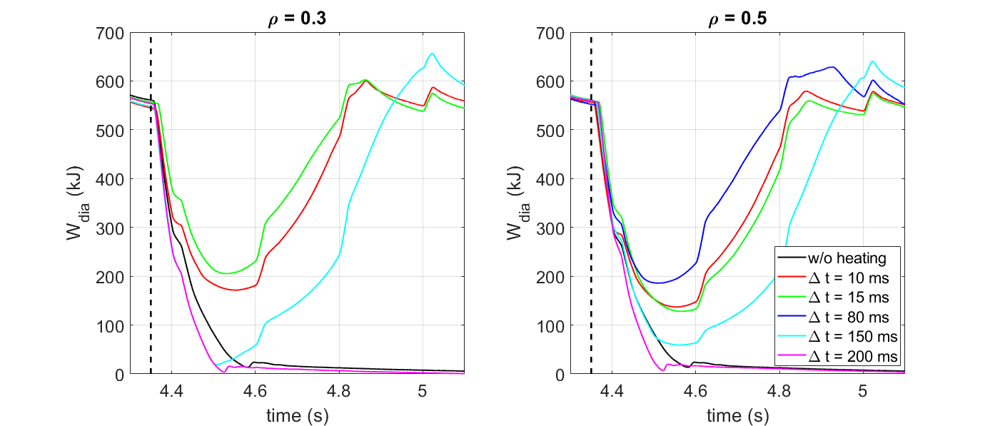 ρ = 0.3
700
600
500
400
300
200
100
0
W_dia (kJ)
4.4
4.6
4.8
5
time (s)
ρ = 0.5
700
600
500
400
300
200
100
0
W_dia (kJ)
4.4
4.6
4.8
5
time (s)
w/o heating
Δ t = 10 ms
Δ t = 15 ms
Δ t = 80 ms
Δ t = 150 ms
Δ t = 200 ms